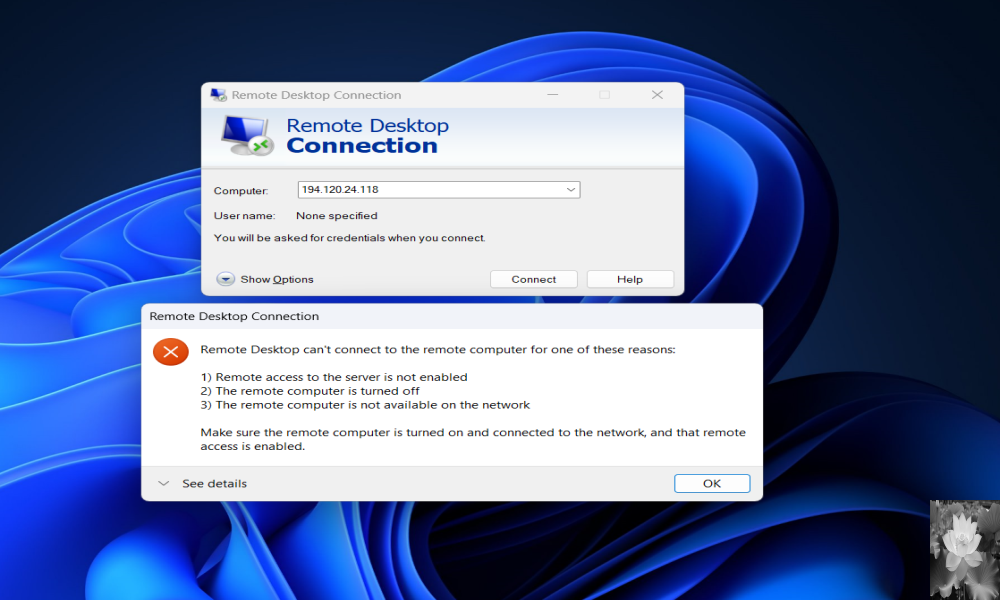 Remote Desktop Connection
Remote Desktop
Connection
Computer: 194.120.24.118
User name: None specified
You will be asked for credentials when you connect.
Show Options Connect Help
Remote Desktop Connection
Remote Desktop can't connect to the remote computer for one of these reasons:
1) Remote access to the server is not enabled
2) The remote computer is turned off
3) The remote computer is not available on the network
Make sure the remote computer is turned on and connected to the network, and that remote
access is enabled.
See details OK